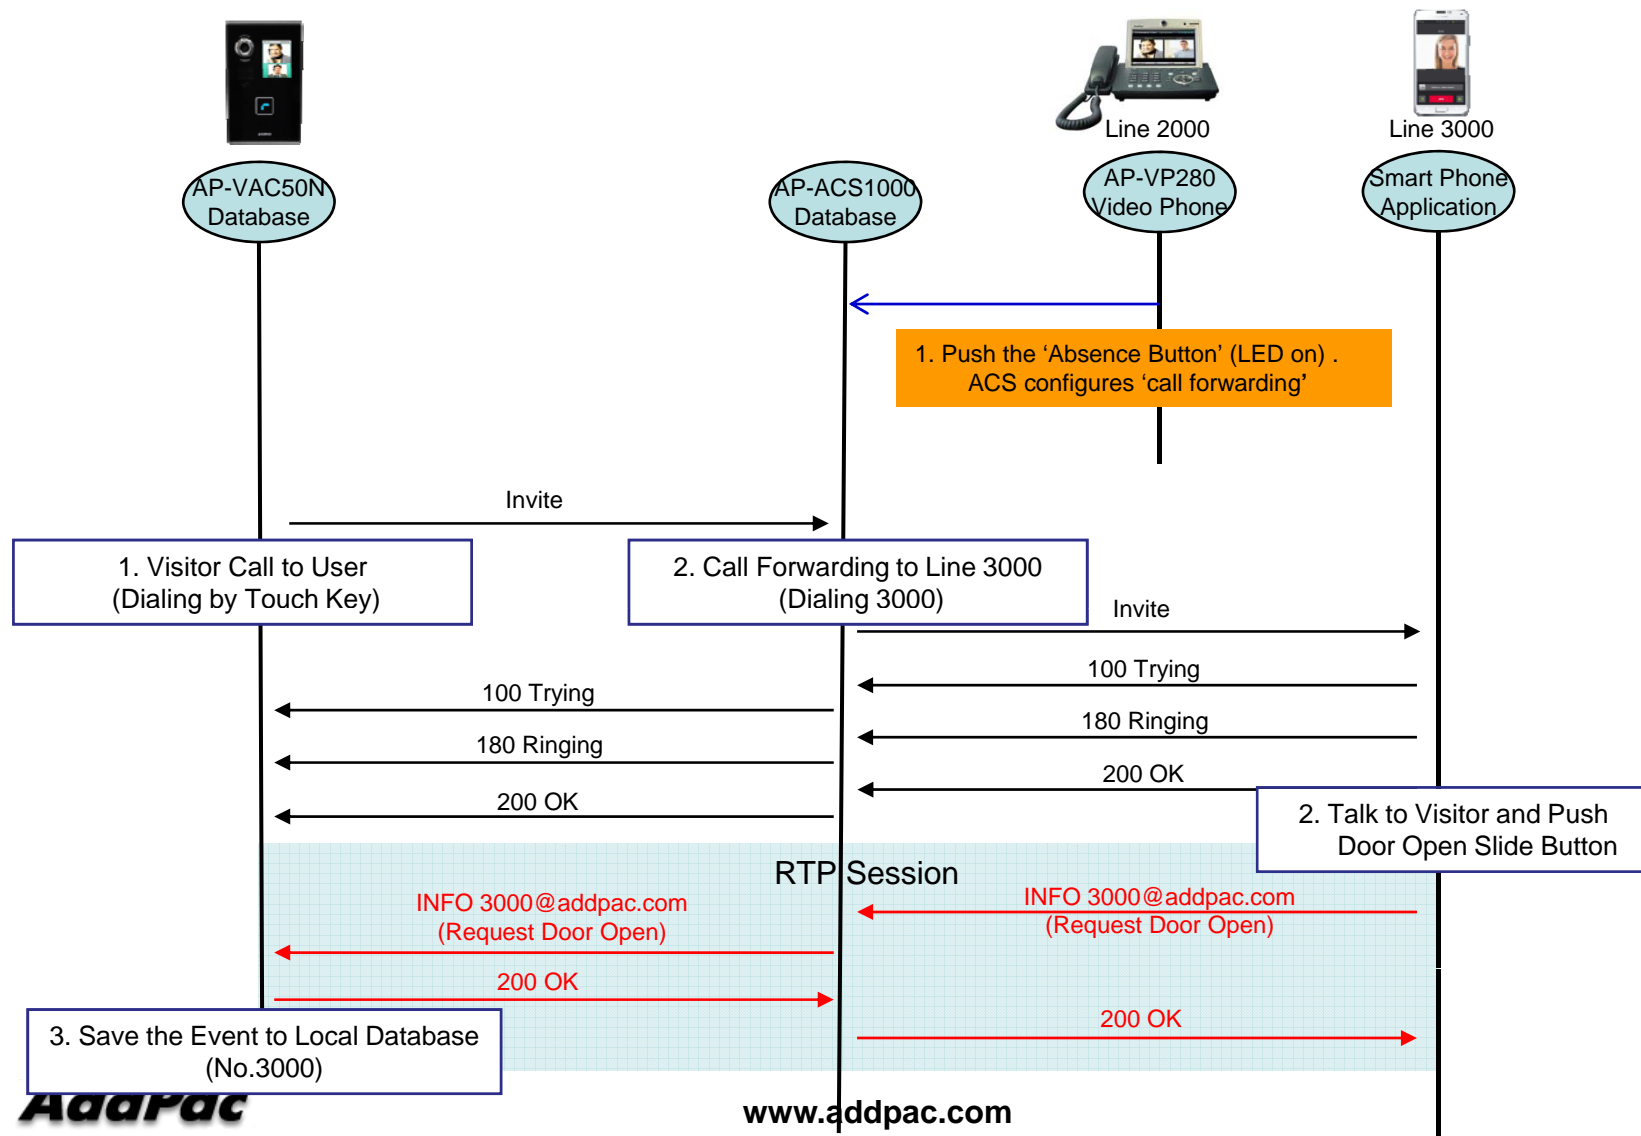 Line 2000
Line 3000
AP-VAC50N
Database
AP-ACS1000
Database
AP-VP280
Video Phone
Smart Phone
Application
1. Push the ‘Absence Button’ (LED on) .
ACS configures ‘call forwarding’
Invite
1. Visitor Call to User
(Dialing by Touch Key)
2. Call Forwarding to Line 3000
(Dialing 3000)
Invite
100 Trying
100 Trying
180 Ringing
180 Ringing
200 OK
200 OK
2. Talk to Visitor and Push
Door Open Slide Button
RTP Session
INFO 3000@addpac.com
(Request Door Open)
INFO 3000@addpac.com
(Request Door Open)
200 OK
200 OK
3. Save the Event to Local Database
(No.3000)
AddPac
www.addpac.com